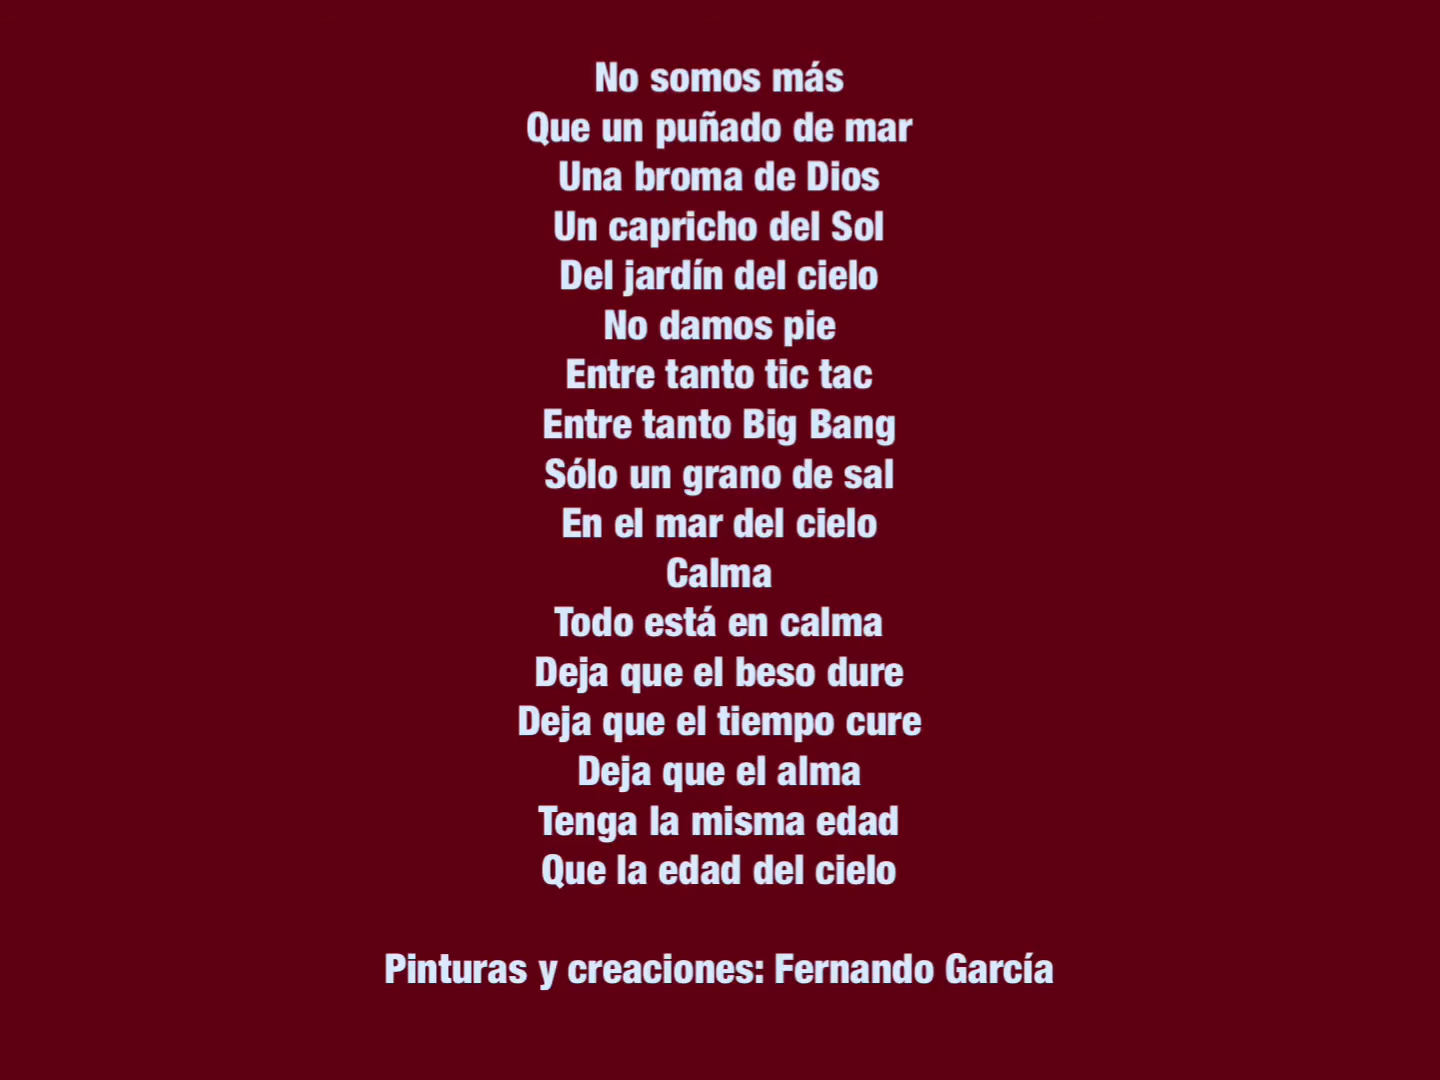 No somos más
Que un puñado de mar
Una broma de Dios
Un capricho del Sol
Del jardín del cielo
No damos pie
Entre tanto tic tac
Entre tanto Big Bang
Sólo un grano de sal
En el mar del cielo
Calma
Todo está en calma
Deja que el beso dure
Deja que el tiempo cure
Deja que el alma
Tenga la misma edad
Que la edad del cielo
Pinturas y creaciones: Fernando García